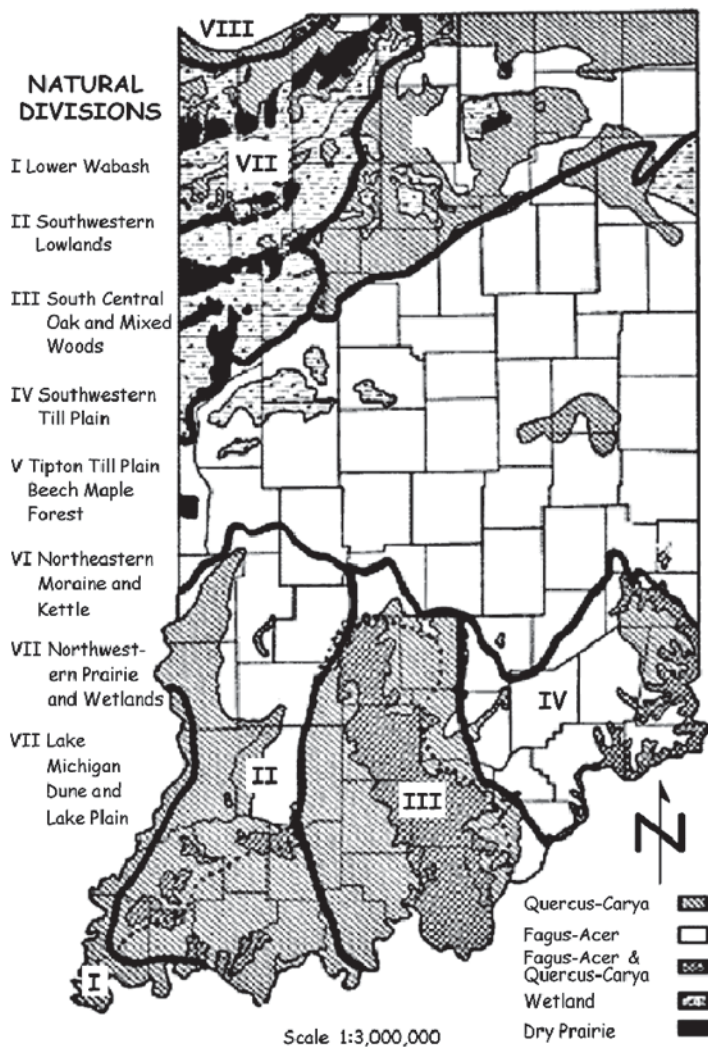 VIII
NATURAL
DIVISIONS
VII
I Lower Wabash
II Southwestern
Lowlands
III South Central
Oak and Mixed
Woods
IV Southwestern
Till Plain
V Tipton Till Plain
Beech Maple
Forest
VI Northeastern
Moraine and
Kettle
VII Northwest-
ern Prairie
and Wetlands
VII Lake
Michigan
Dune and
Lake Plain
IV
II
III
N
I
Quercus-Carya
Fagus-Acer
Fagus-Acer &
Quercus-Carya
Wetland
Dry Prairie
Scale 1:3,000,000